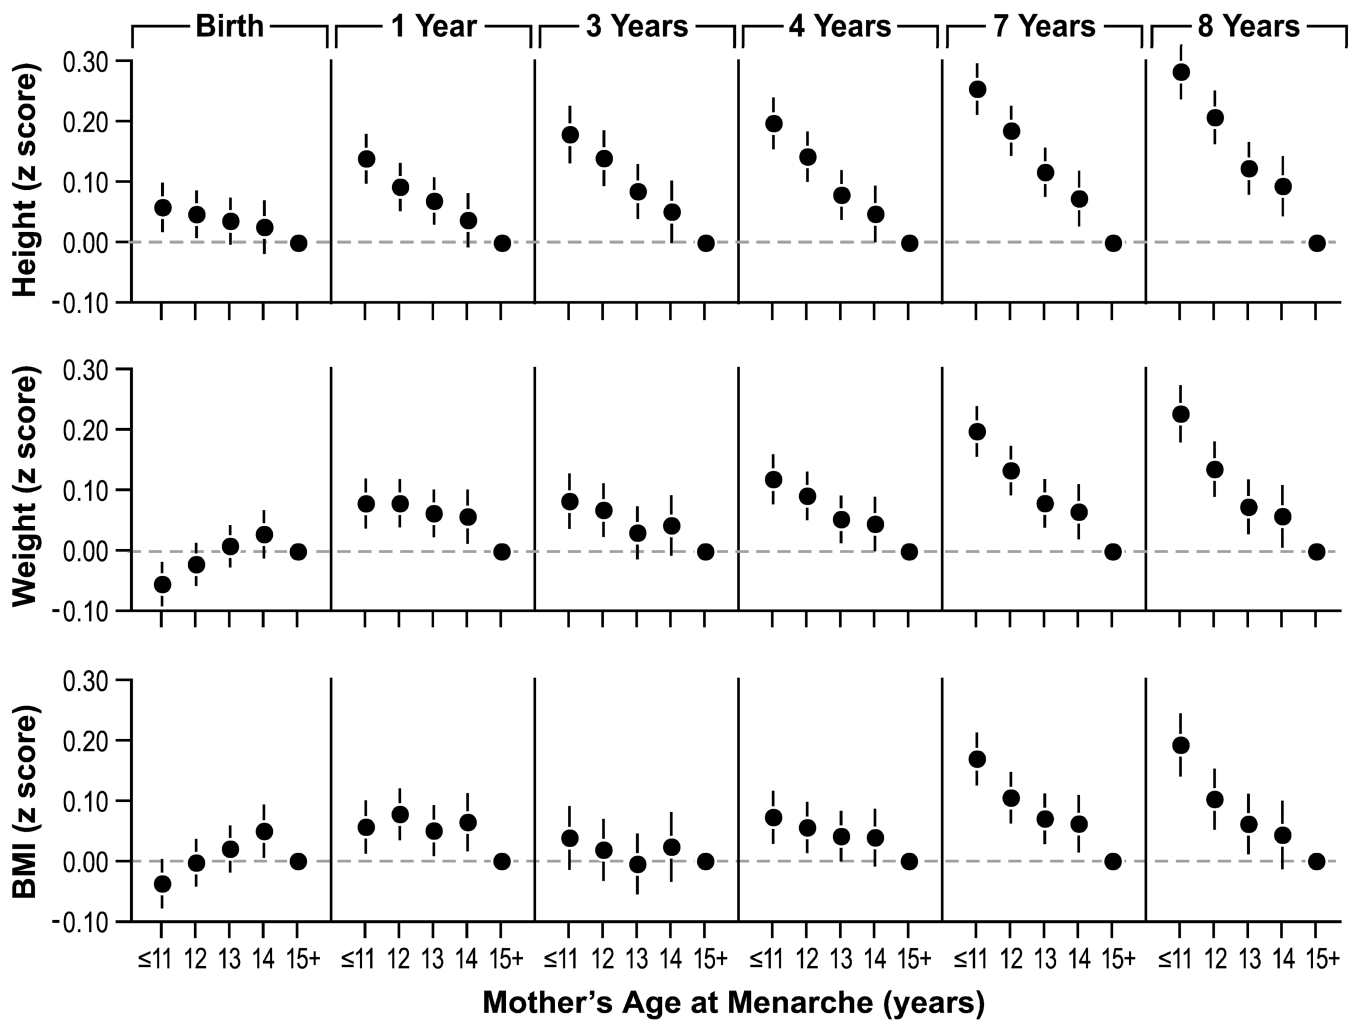 Birth 1 Year 3 Years 4 Years 7 Years 8 Years
Height (z score)
0.30
0.20
0.10
0.00
-0.10
Weight (z score)
0.30
0.20
0.10
0.00
-0.10
BMI (z score)
0.30
0.20
0.10
0.00
-0.10
≤11 12 13 14 15+ ≤11 12 13 14 15+ ≤11 12 13 14 15+ ≤11 12 13 14 15+ ≤11 12 13 14 15+ ≤11 12 13 14 15+
Mother's Age at Menarche (years)